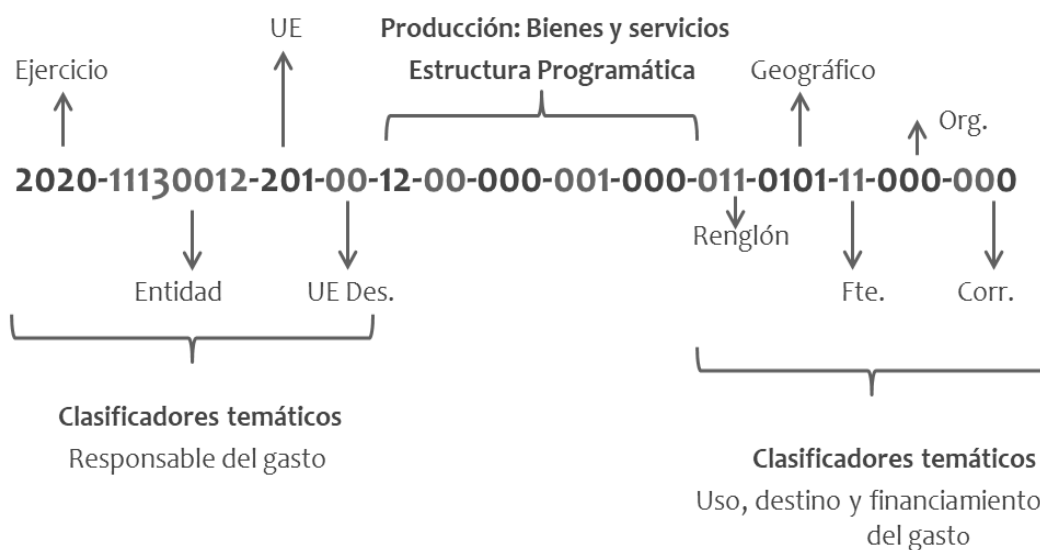 UE
Producción: Bienes y servicios
Ejercicio
Estructura Programática
Geográfico
Org.
2020-11130012-201-00-12-00-000-001-000-011-0101-11-000-000
Renglón
Entidad
UE Des.
Fte.
Corr.
Clasificadores temáticos
Responsable del gasto
Clasificadores temáticos
Uso, destino y financiamiento
del gasto